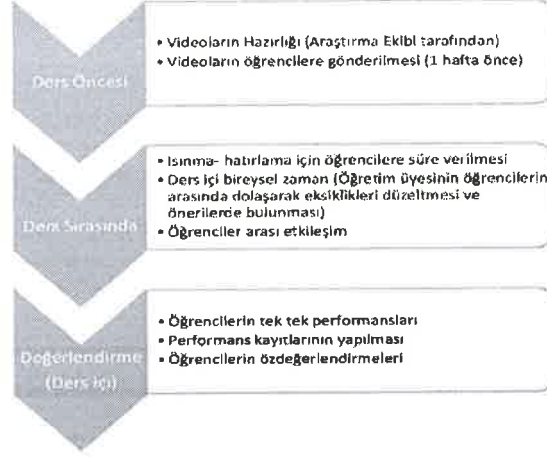 Ders Öncesi
• Videoların Hazırlığı (Araştırma Ekibi tarafından)
• Videoların öğrencilere gönderilmesi (1 hafta önce)
Ders Sırasında
• Isınma- hatırlama için öğrencilere süre verilmesi
• Ders içi bireysel zaman (Öğretim üyesinin öğrencilerin
arasında dolaşarak eksiklikleri düzeltmesi ve
önerilerde bulunması)
• Öğrenciler arası etkileşim
Değerlendirme
(Ders içi)
• Öğrencilerin tek tek performansları
• Performans kayıtlarının yapılması
• Öğrencilerin özdeğerlendirmeleri